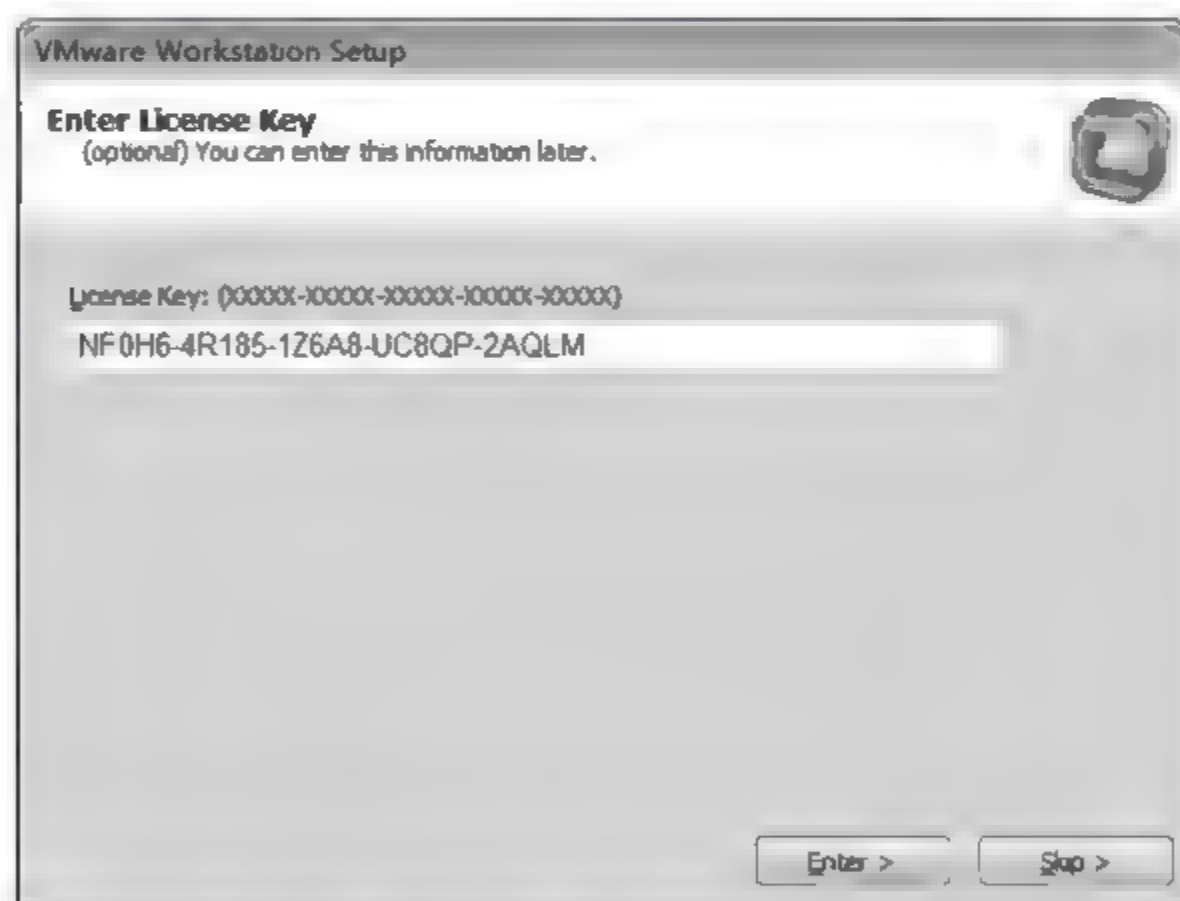 VMware Workstation Setup
Enter License Key
(optional) You can enter this information later.
License Key: (XXXXX-XXXXX-XXXXX-XXXXX-XXXXX)
NF0H6-4R185-1Z6A8-UC8QP-2AQLM
Enter >
Skip >